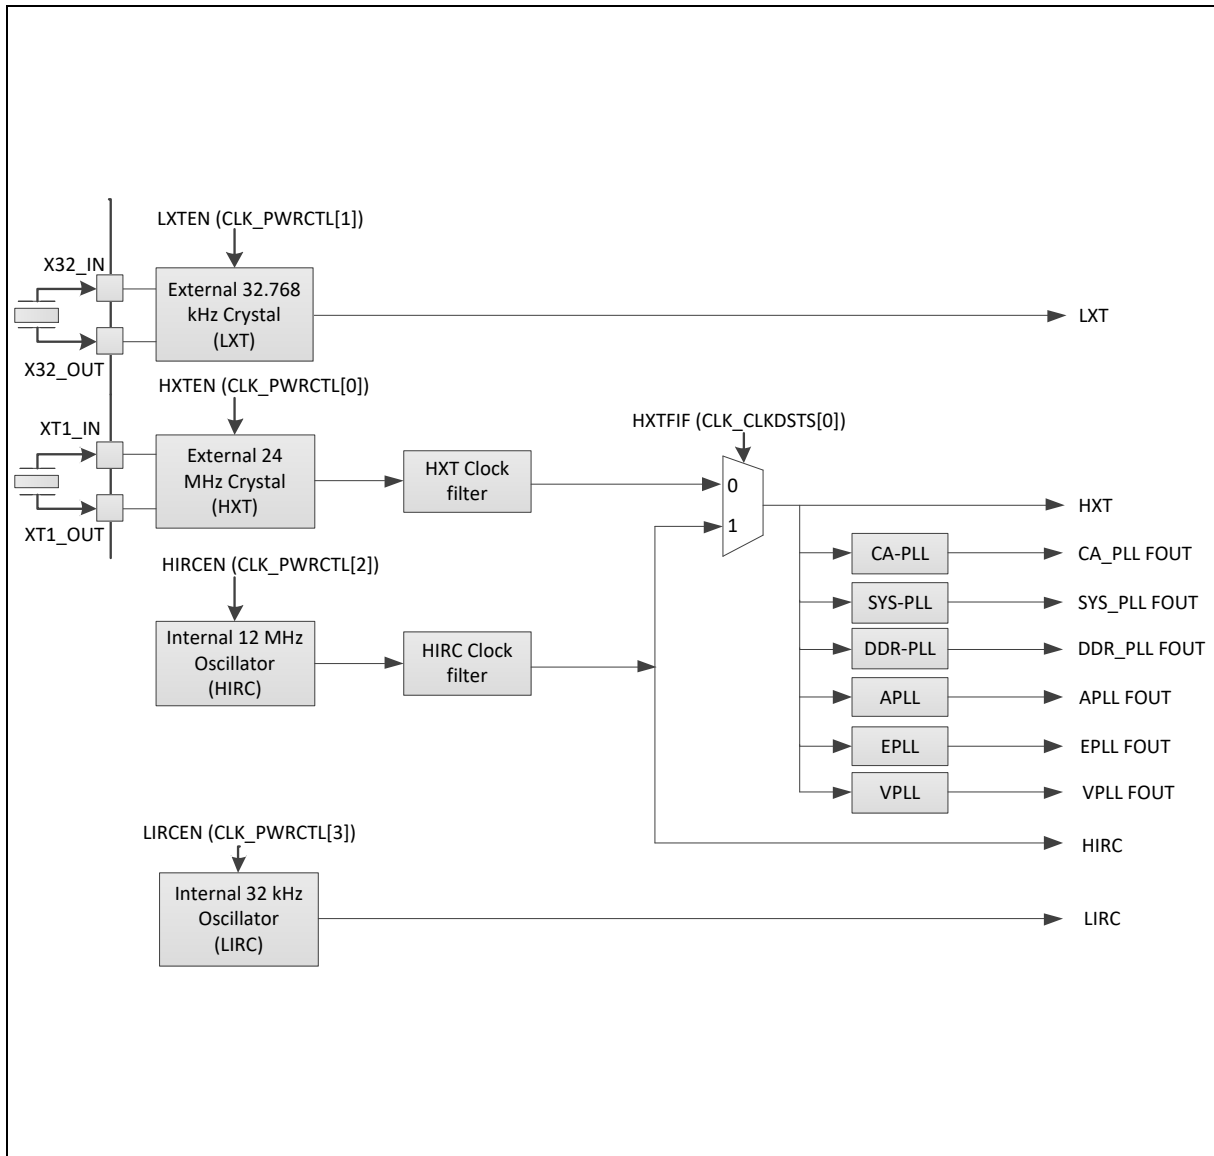 LXTEN (CLK_PWRCTL[1])
X32_IN
External 32.768
kHz Crystal
(LXT)
LXT
X32_OUT
HXTEN (CLK_PWRCTL[0])
XT1_IN
HXTFIF (CLK_CLKDSTS[0])
External 24
MHz Crystal
(HXT)
HXT Clock
filter
0
1
HXT
XT1_OUT
CA-PLL
CA_PLL FOUT
HIRCEN (CLK_PWRCTL[2])
SYS-PLL
SYS_PLL FOUT
Internal 12 MHz
Oscillator
(HIRC)
HIRC Clock
filter
DDR-PLL
DDR_PLL FOUT
APLL
APLL FOUT
EPLL
EPLL FOUT
VPLL
VPLL FOUT
LIRCEN (CLK_PWRCTL[3])
HIRC
Internal 32 kHz
Oscillator
(LIRC)
LIRC